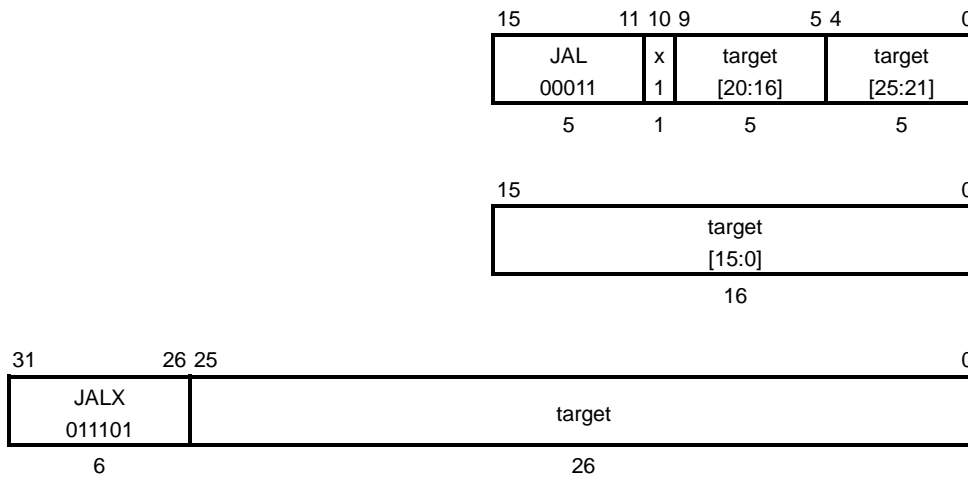 15 11 10 9 5 4 0
JAL x target target
00011 1 [20:16] [25:21]
5 1 5 5
15 0
target
[15:0]
16
31 26 25 0
JALX
target
011101
6 26